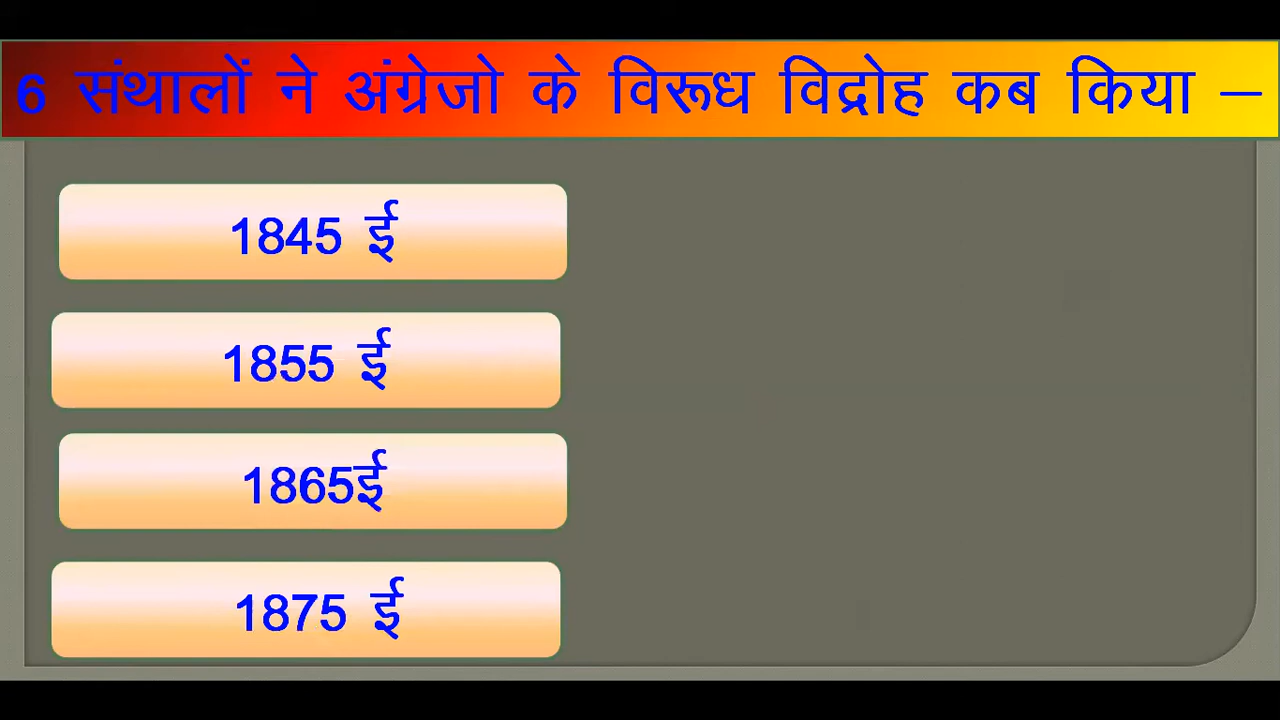 6 संथालों ने अंग्रेजो के विरूध विद्रोह कब किया –
1845 ई
1855 ई
1865ई
1875 ई